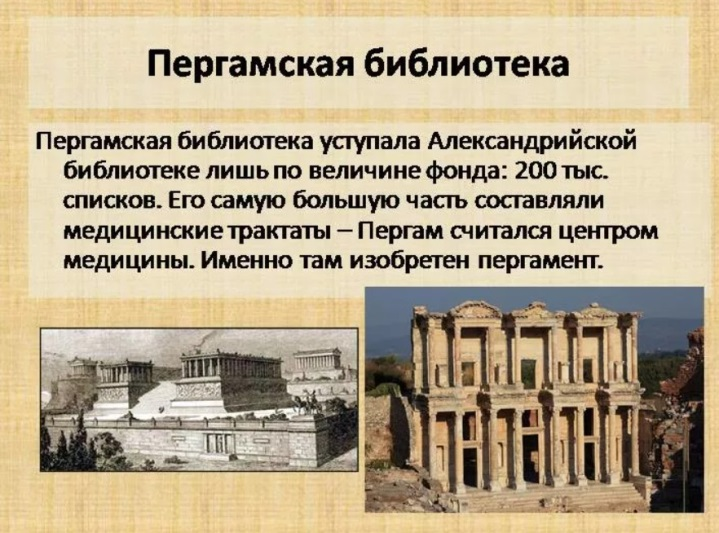 Пергамская библиотека
Пергамская библиотека уступала Александрийской
библиотеке лишь по величине фонда: 200 тыс.
списков. Его самую большую часть составляли
медицинские трактаты – Пергам считался центром
медицины. Именно там изобретен пергамент.